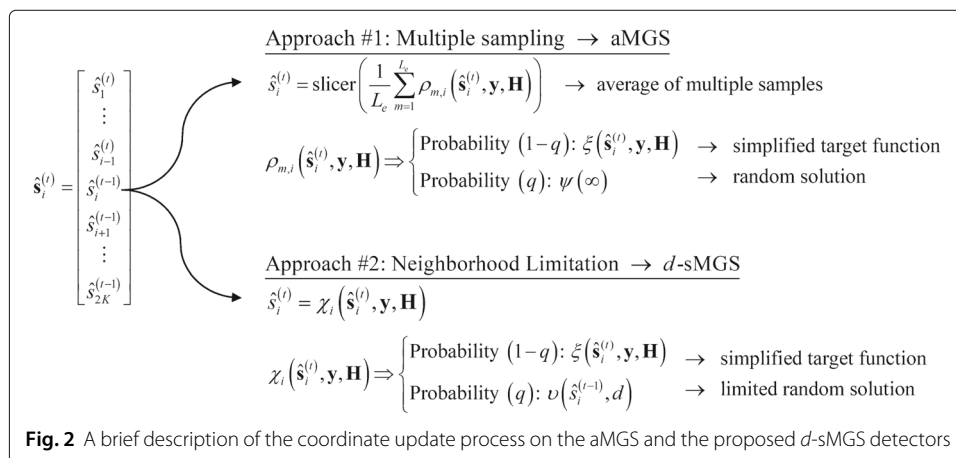 Approach #1: Multiple sampling → aMGS
ŝ_i^{(t)} = slicer( 1/L_e ∑_{m=1}^{L_e} ρ_{m,i}(ŝ_i^{(t)}, y, H) ) → average of multiple samples
ρ_{m,i}(ŝ_i^{(t)}, y, H) ⇒ { Probability (1−q): ξ(ŝ_i^{(t)}, y, H) → simplified target function
Probability (q): ψ(∞) → random solution
ŝ_i^{(t)} = [ ŝ_1^{(t)}
⋮
ŝ_{i−1}^{(t)}
ŝ_i^{(t−1)}
ŝ_{i+1}^{(t−1)}
⋮
ŝ_{2K}^{(t−1)} ]
Approach #2: Neighborhood Limitation → d-sMGS
ŝ_i^{(t)} = χ_i(ŝ_i^{(t)}, y, H)
χ_i(ŝ_i^{(t)}, y, H) ⇒ { Probability (1−q): ξ(ŝ_i^{(t)}, y, H) → simplified target function
Probability (q): υ(ŝ_i^{(t−1)}, d) → limited random solution
Fig. 2 A brief description of the coordinate update process on the aMGS and the proposed d-sMGS detectors